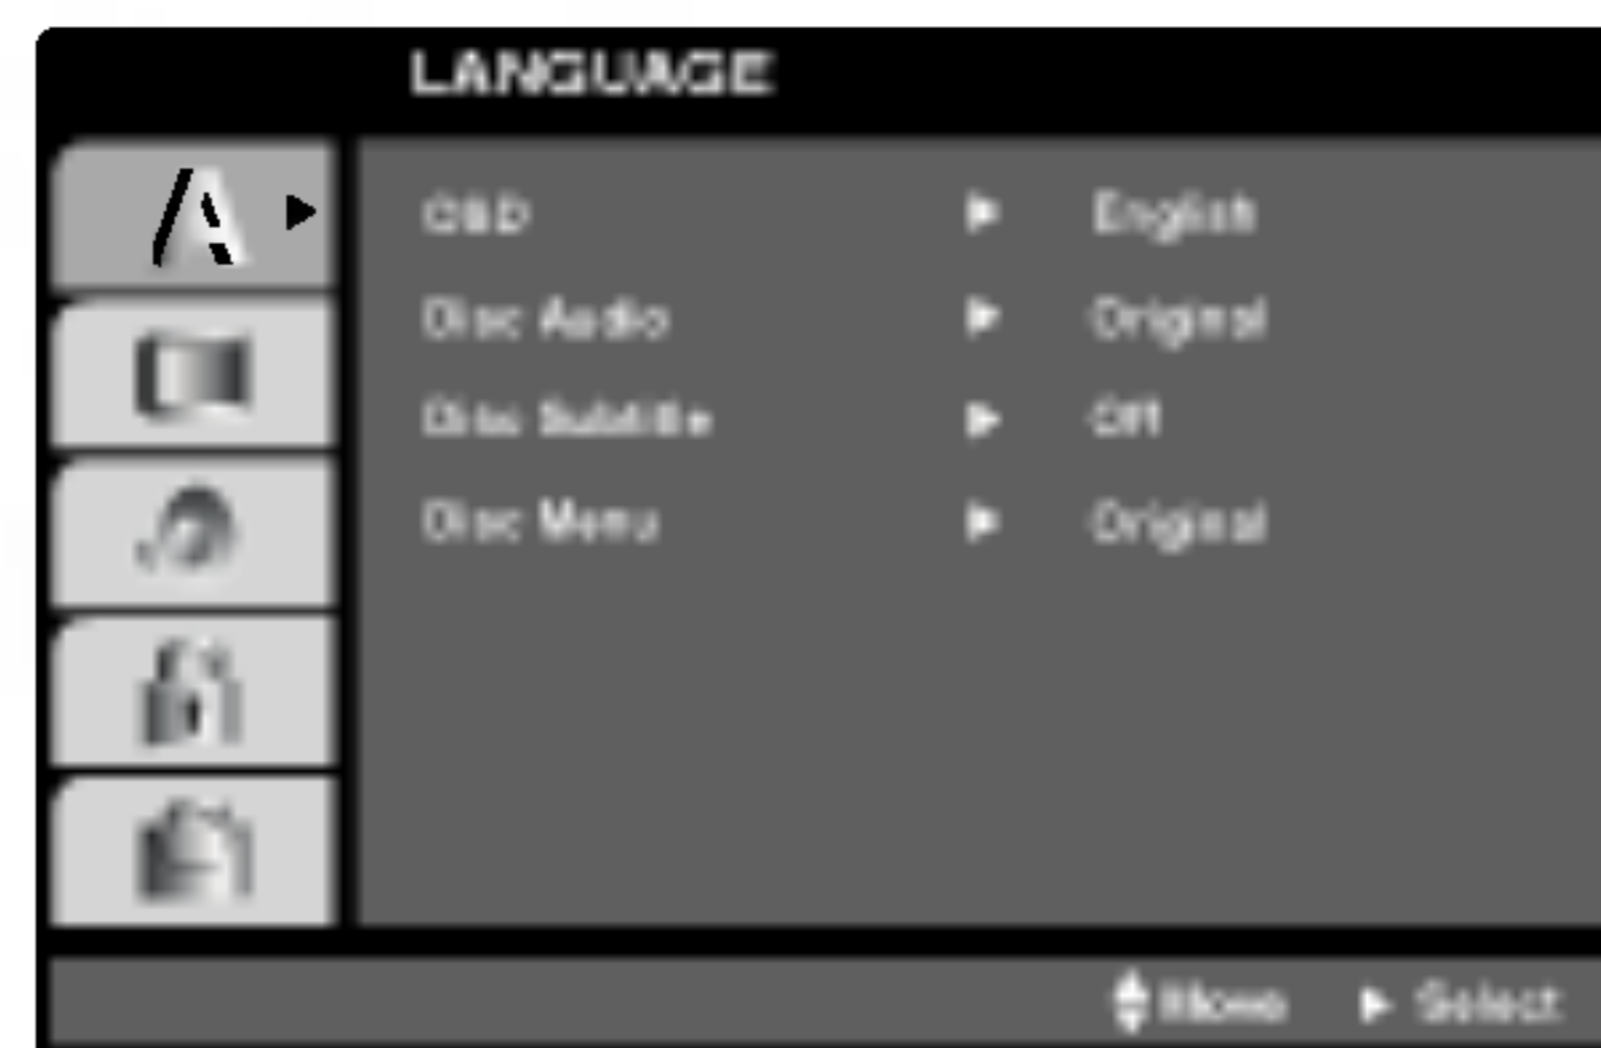 LANGUAGE
OSD ▶ English
Disc Audio ▶ Original
Disc Subtitle ▶ Off
Disc Menu ▶ Original
Move ▶ Select